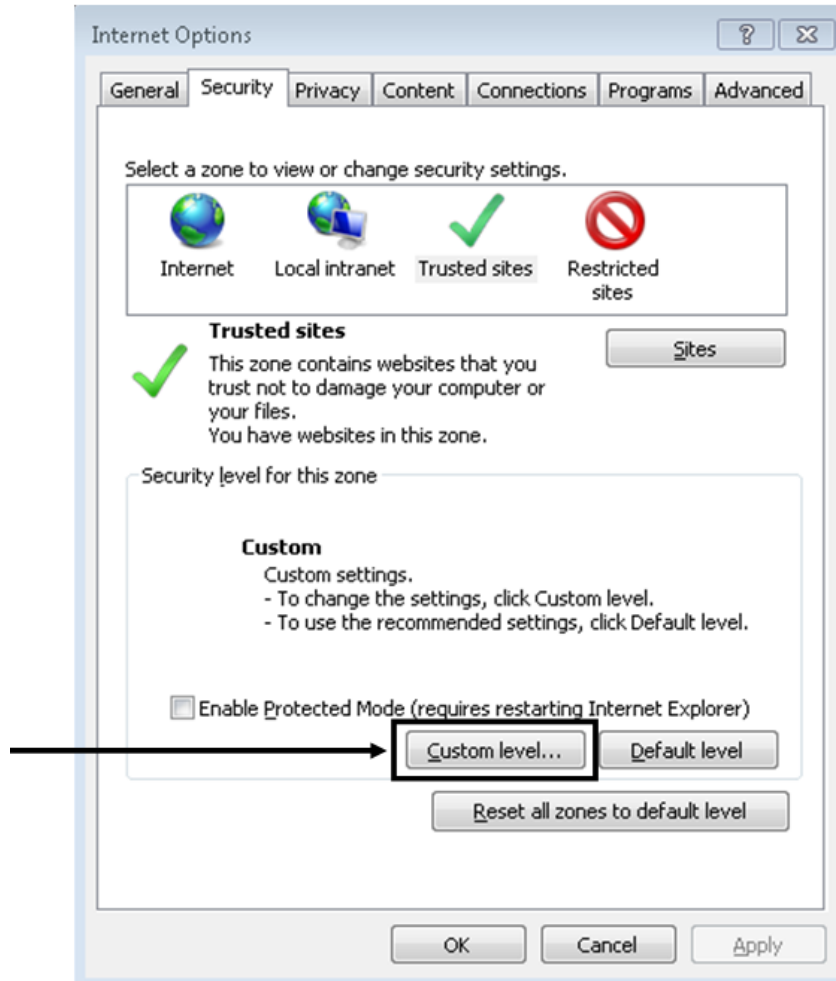 Internet Options
?
General Security Privacy Content Connections Programs Advanced
Select a zone to view or change security settings.
Internet
Local intranet
Trusted sites
Restricted
sites
Trusted sites
Sites
This zone contains websites that you
trust not to damage your computer or
your files.
You have websites in this zone.
Security level for this zone
Custom
Custom settings.
- To change the settings, click Custom level.
- To use the recommended settings, click Default level.
Enable Protected Mode (requires restarting Internet Explorer)
Custom level...
Default level
Reset all zones to default level
OK
Cancel
Apply